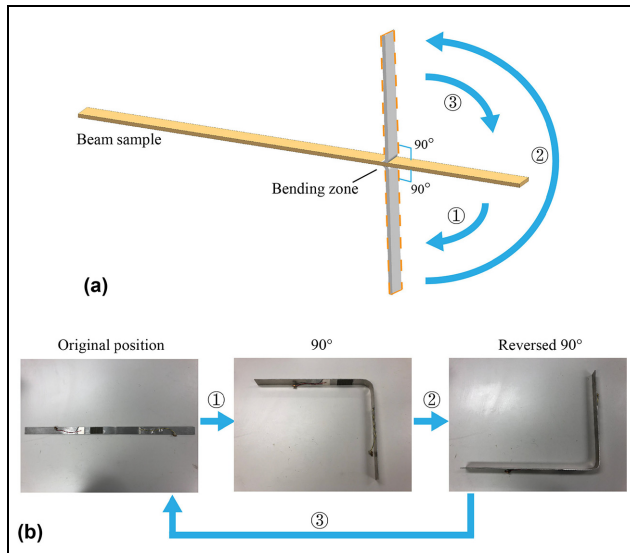 ③
90°
②
Beam sample
Bending zone
90°
①
(a)
Original position
90°
Reversed 90°
①
②
③
(b)